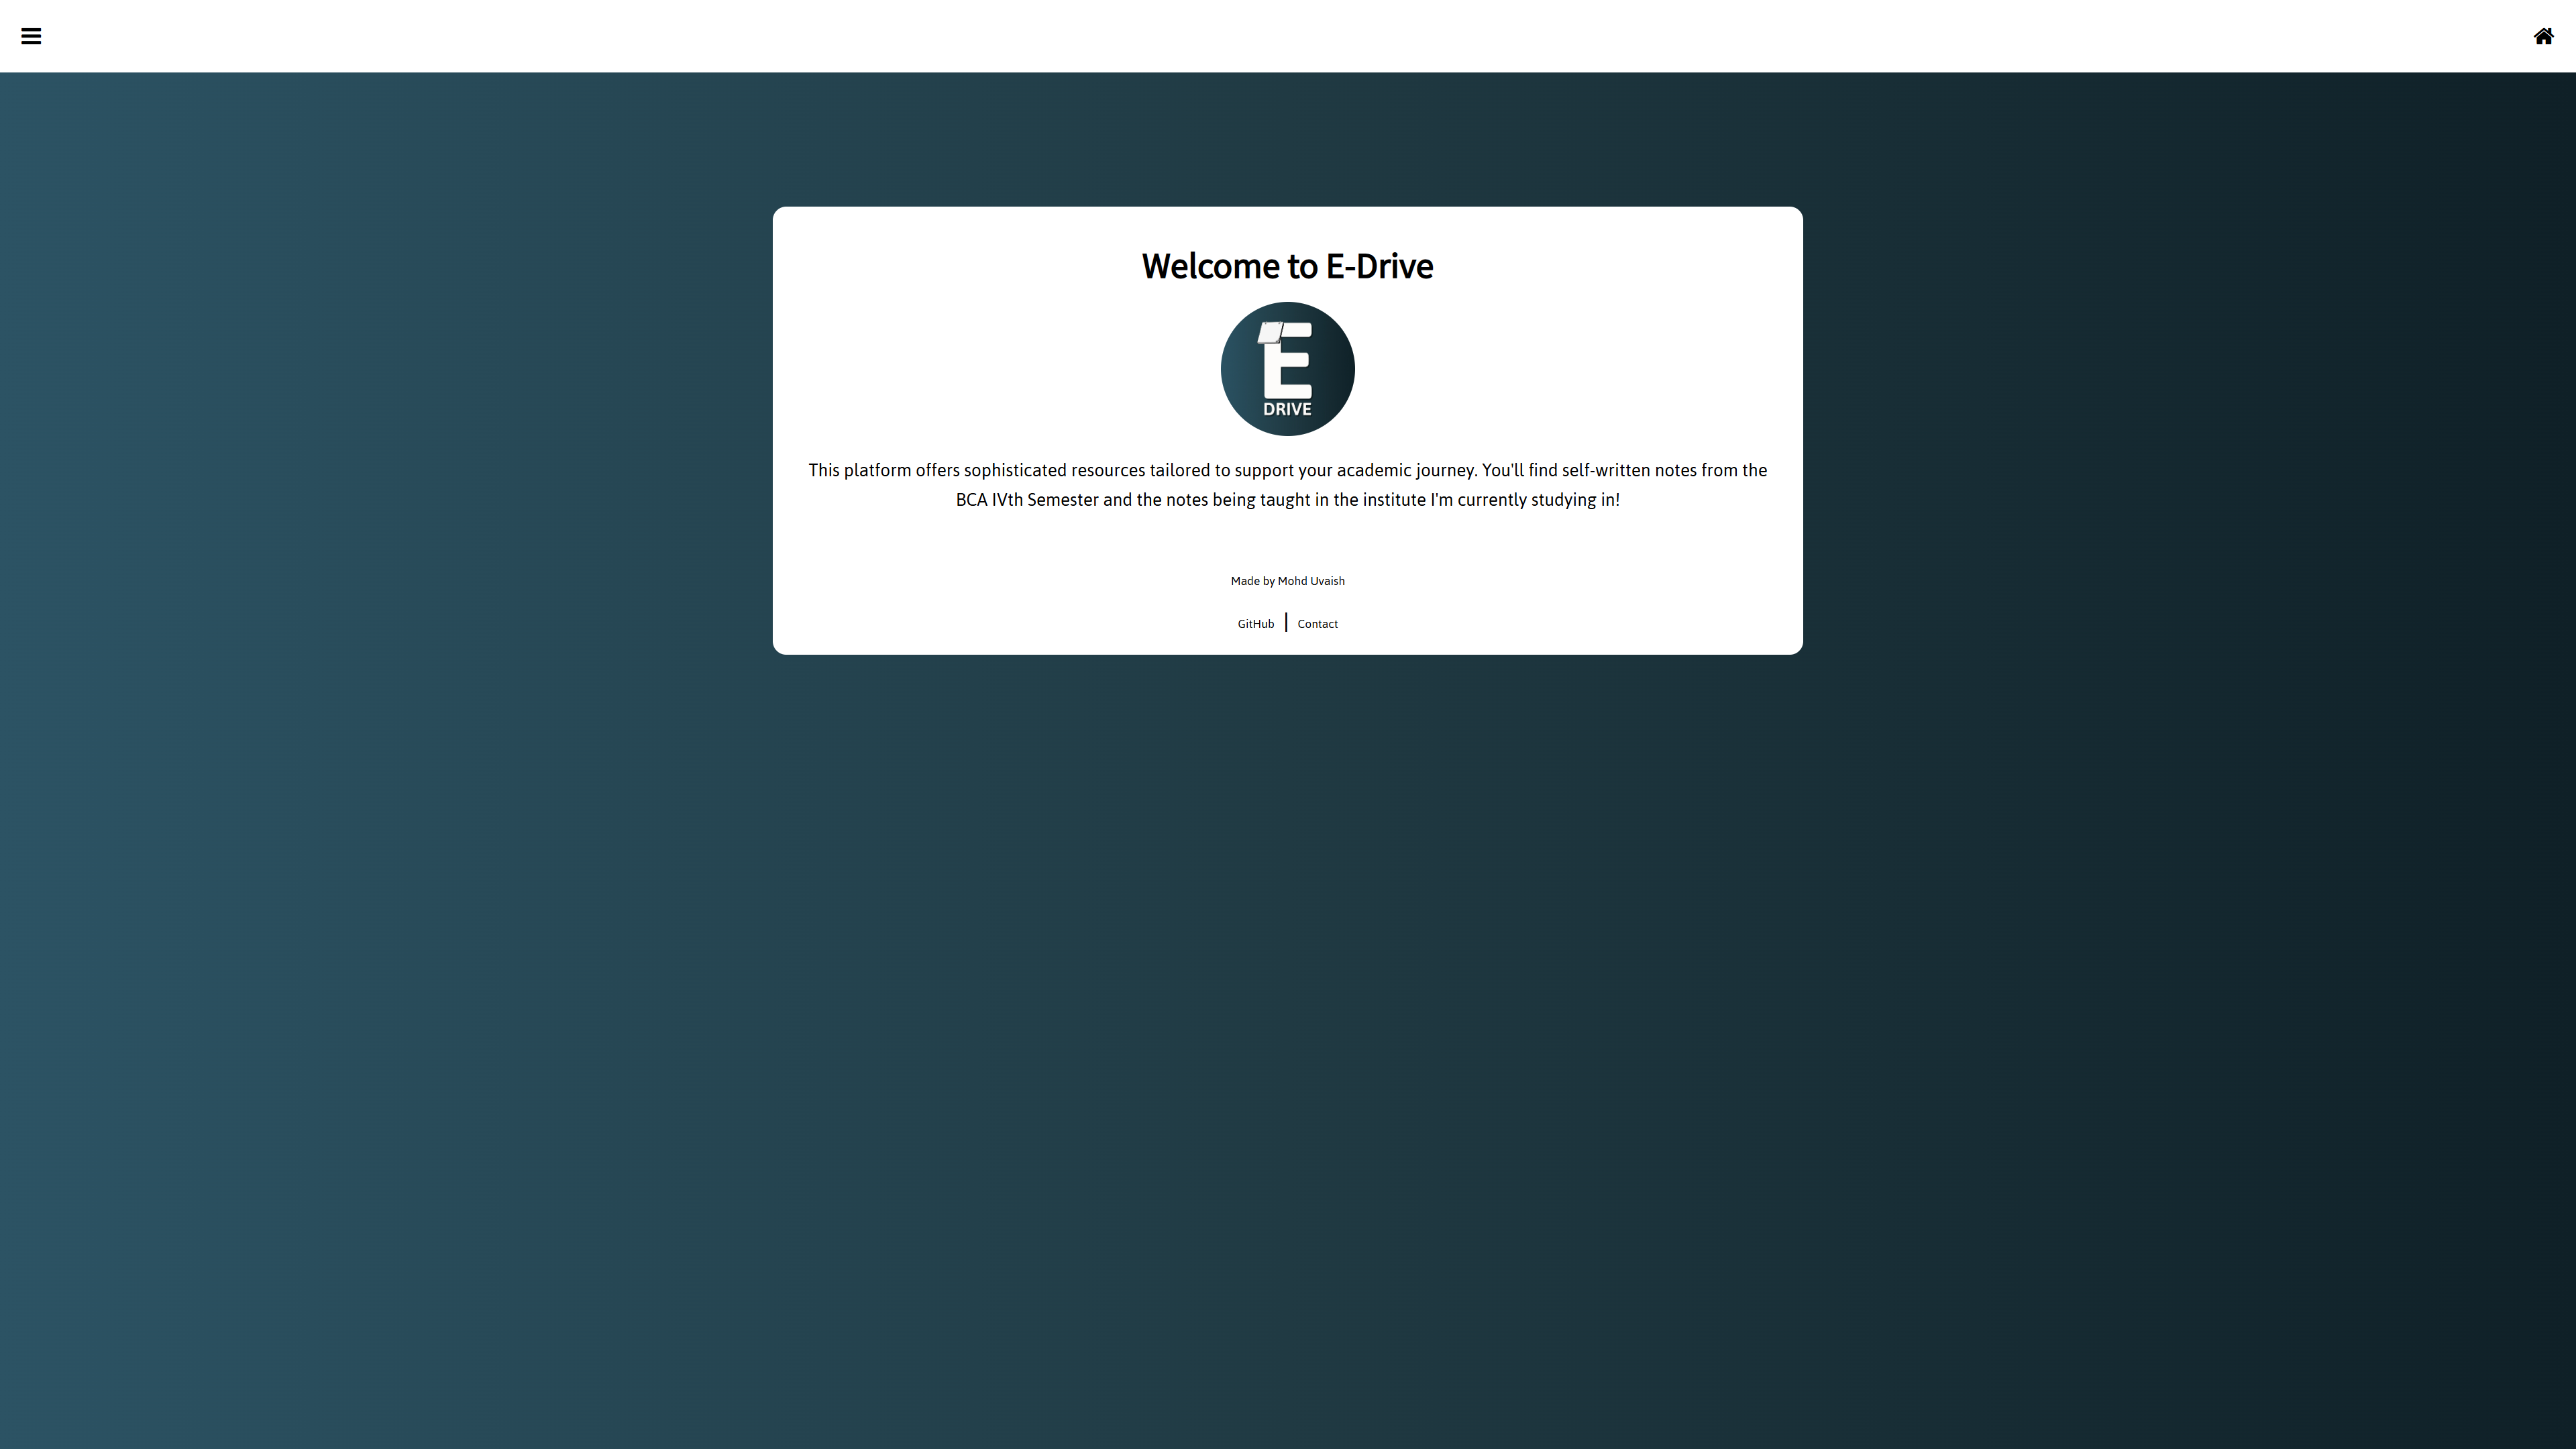 Welcome to E-Drive
E
DRIVE
This platform offers sophisticated resources tailored to support your academic journey. You'll find self-written notes from the
BCA IVth Semester and the notes being taught in the institute I'm currently studying in!
Made by Mohd Uvaish
GitHub | Contact